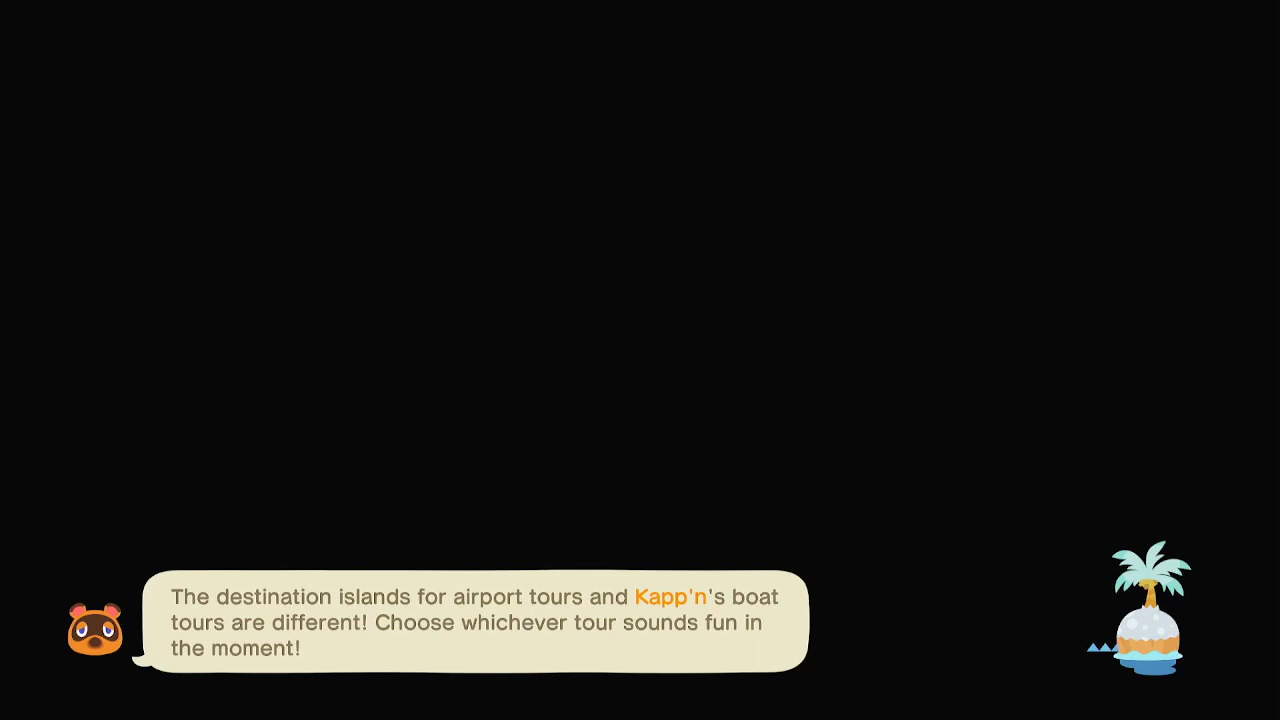 The destination islands for airport tours and Kapp'n's boat
tours are different! Choose whichever tour sounds fun in
the moment!